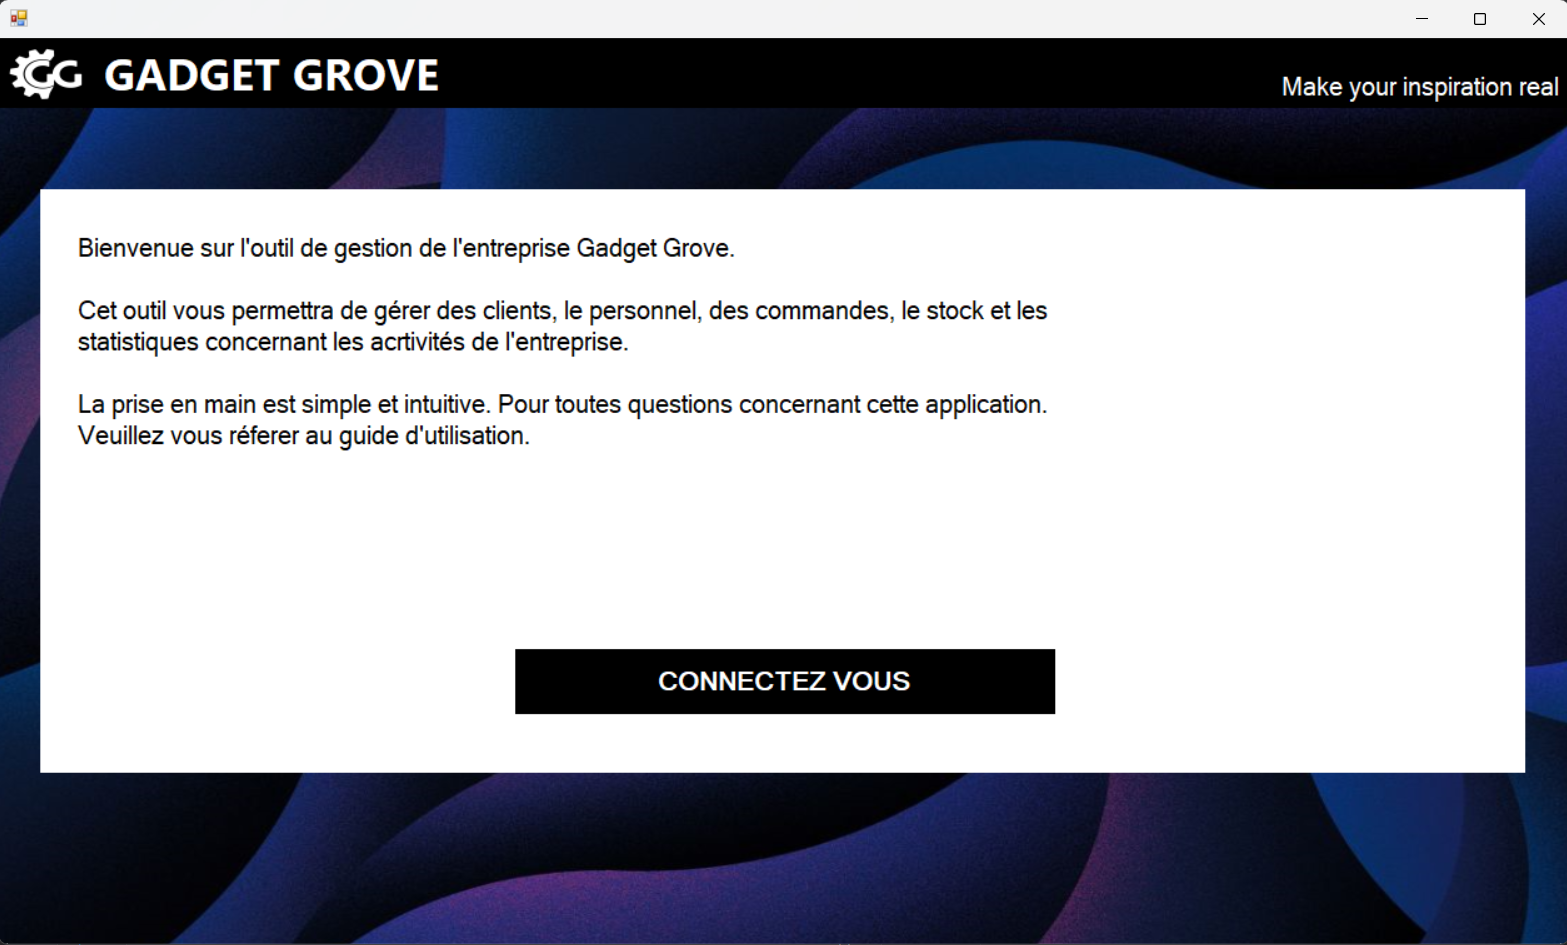 GG GADGET GROVE
Make your inspiration real
Bienvenue sur l'outil de gestion de l'entreprise Gadget Grove.
Cet outil vous permettra de gérer des clients, le personnel, des commandes, le stock et les
statistiques concernant les acrtivités de l'entreprise.
La prise en main est simple et intuitive. Pour toutes questions concernant cette application.
Veuillez vous réferer au guide d'utilisation.
CONNECTEZ VOUS